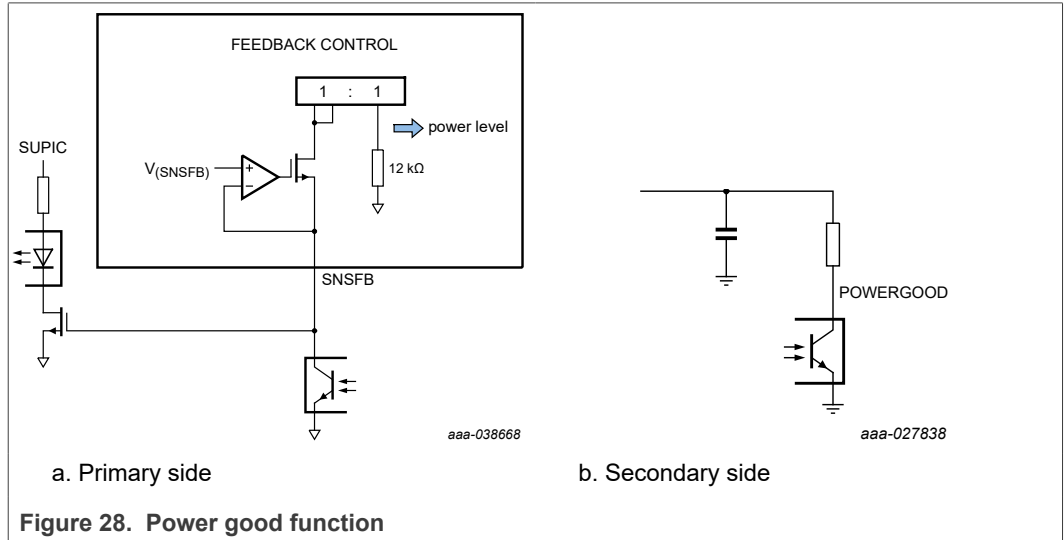 FEEDBACK CONTROL
1 : 1
power level
SUPIC
V(SNSFB)
+
−
12 kΩ
SNSFB
POWERGOOD
aaa-038668
aaa-027838
a. Primary side
b. Secondary side
Figure 28. Power good function